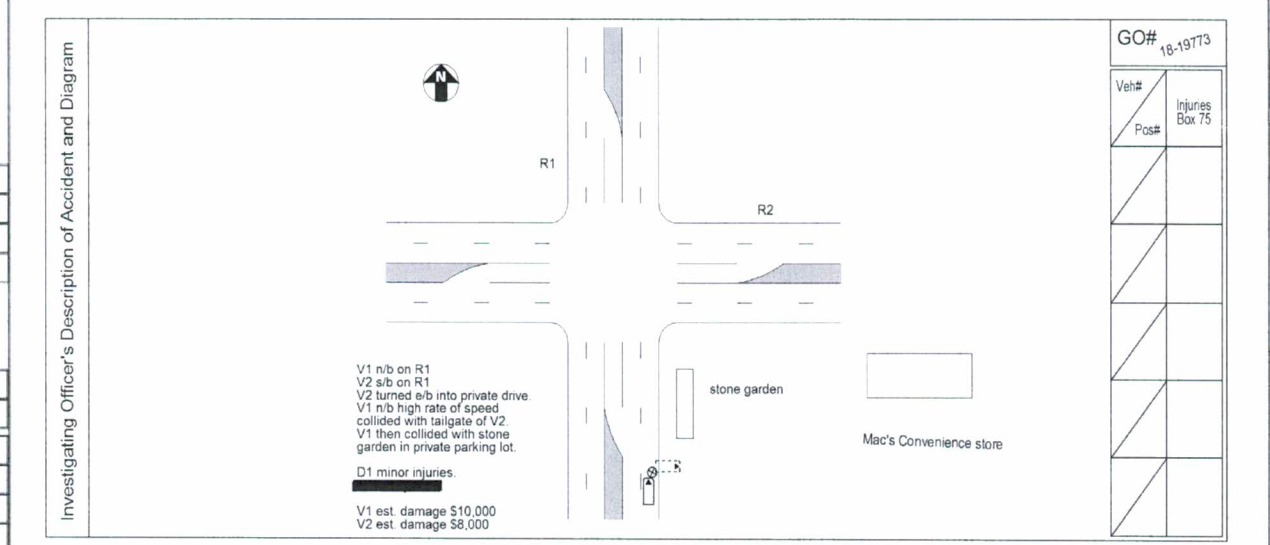 Investigating Officer's Description of Accident and Diagram
N
R1
R2
GO# 18-19773
Veh#
Pos#
Injuries
Box 75
V1 n/b on R1
V2 s/b on R1
V2 turned e/b into private drive.
V1 n/b high rate of speed
collided with tailgate of V2.
V1 then collided with stone
garden in private parking lot.
D1 minor injuries.
V1 est. damage $10,000
V2 est. damage $8,000
stone garden
Mac's Convenience store